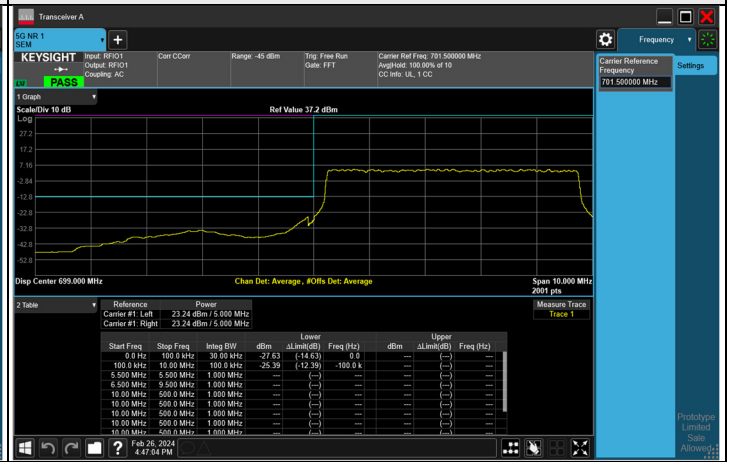 Transceiver A
5G NR 1
SEM
Frequency
KEYSIGHT
LXI
PASS
Input: RFIO1
Output: RFIO1
Coupling: AC
Corr CCorr
Range: -45 dBm
Trig: Free Run
Gate: FFT
Carrier Ref Freq: 701.500000 MHz
Avg|Hold: 100.00% of 10
CC Info: UL, 1 CC
Carrier Reference
Frequency
701.500000 MHz
Settings
1 Graph
Scale/Div 10 dB
Ref Value 37.2 dBm
Log
27.2
17.2
7.16
-2.84
-12.8
-22.8
-32.8
-42.8
-52.8
Disp Center 699.000 MHz
Chan Det: Average, #Offs Det: Average
Span 10.000 MHz
2001 pts
2 Table
Reference Power
Carrier #1: Left 23.24 dBm / 5.000 MHz
Carrier #1: Right 23.24 dBm / 5.000 MHz
Measure Trace
Trace 1
Lower Upper
Start Freq Stop Freq Integ BW dBm ΔLimit(dB) Freq (Hz) dBm ΔLimit(dB) Freq (Hz)
0.0 Hz 100.0 kHz 30.00 kHz -27.63 (-14.63) 0.0 --- (---) ---
100.0 kHz 10.00 MHz 100.0 kHz -25.39 (-12.39) -100.0 k --- (---) ---
5.500 MHz 5.500 MHz 1.000 MHz --- (---) --- --- (---) ---
6.500 MHz 9.500 MHz 1.000 MHz --- (---) --- --- (---) ---
10.00 MHz 500.0 MHz 1.000 MHz --- (---) --- --- (---) ---
10.00 MHz 500.0 MHz 1.000 MHz --- (---) --- --- (---) ---
10.00 MHz 500.0 MHz 1.000 MHz --- (---) --- --- (---) ---
10.00 MHz 500.0 MHz 1.000 MHz --- (---) --- --- (---) ---
Prototype
Limited
Sale
Allowed
Feb 26, 2024
4:47:04 PM